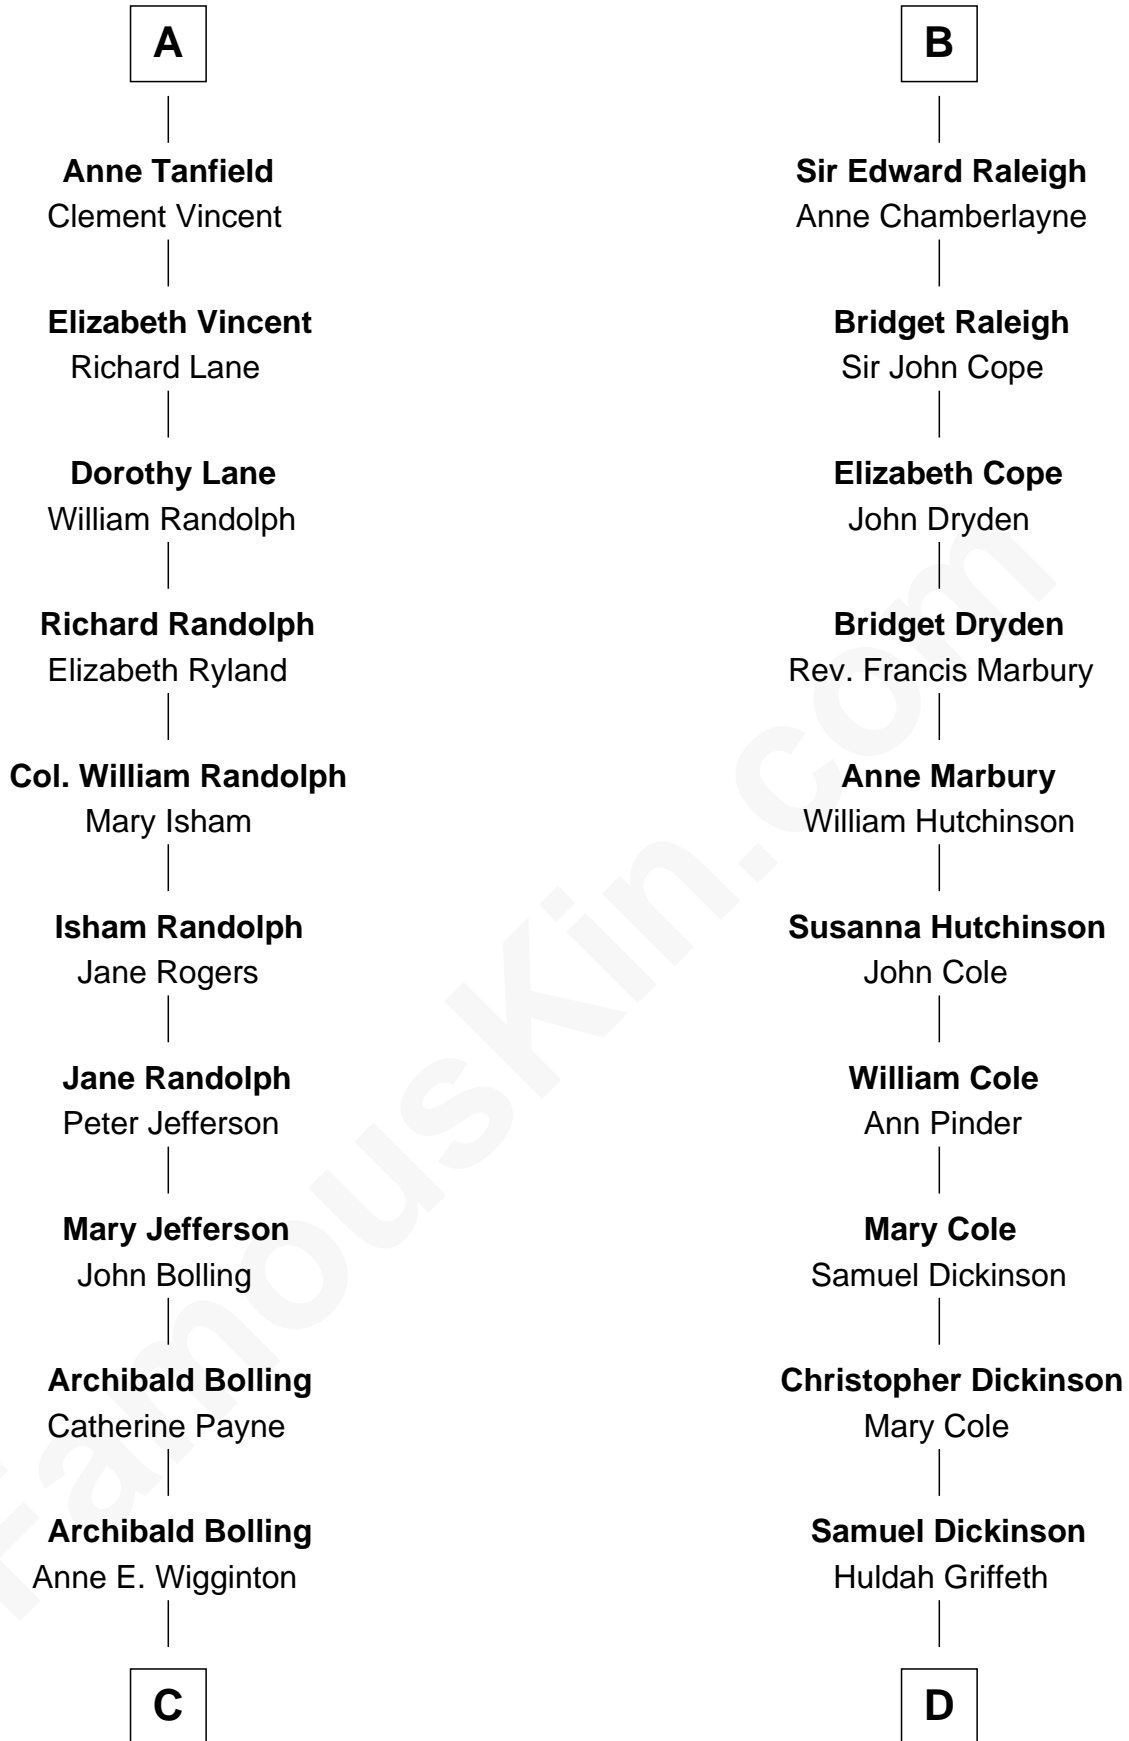 A
Anne Tanfield
Clement Vincent
Elizabeth Vincent
Richard Lane
Dorothy Lane
William Randolph
Richard Randolph
Elizabeth Ryland
Col. William Randolph
Mary Isham
Isham Randolph
Jane Rogers
Jane Randolph
Peter Jefferson
Mary Jefferson
John Bolling
Archibald Bolling
Catherine Payne
Archibald Bolling
Anne E. Wigginton
C
B
Sir Edward Raleigh
Anne Chamberlayne
Bridget Raleigh
Sir John Cope
Elizabeth Cope
John Dryden
Bridget Dryden
Rev. Francis Marbury
Anne Marbury
William Hutchinson
Susanna Hutchinson
John Cole
William Cole
Ann Pinder
Mary Cole
Samuel Dickinson
Christopher Dickinson
Mary Cole
Samuel Dickinson
Huldah Griffeth
D
FamousKin.com